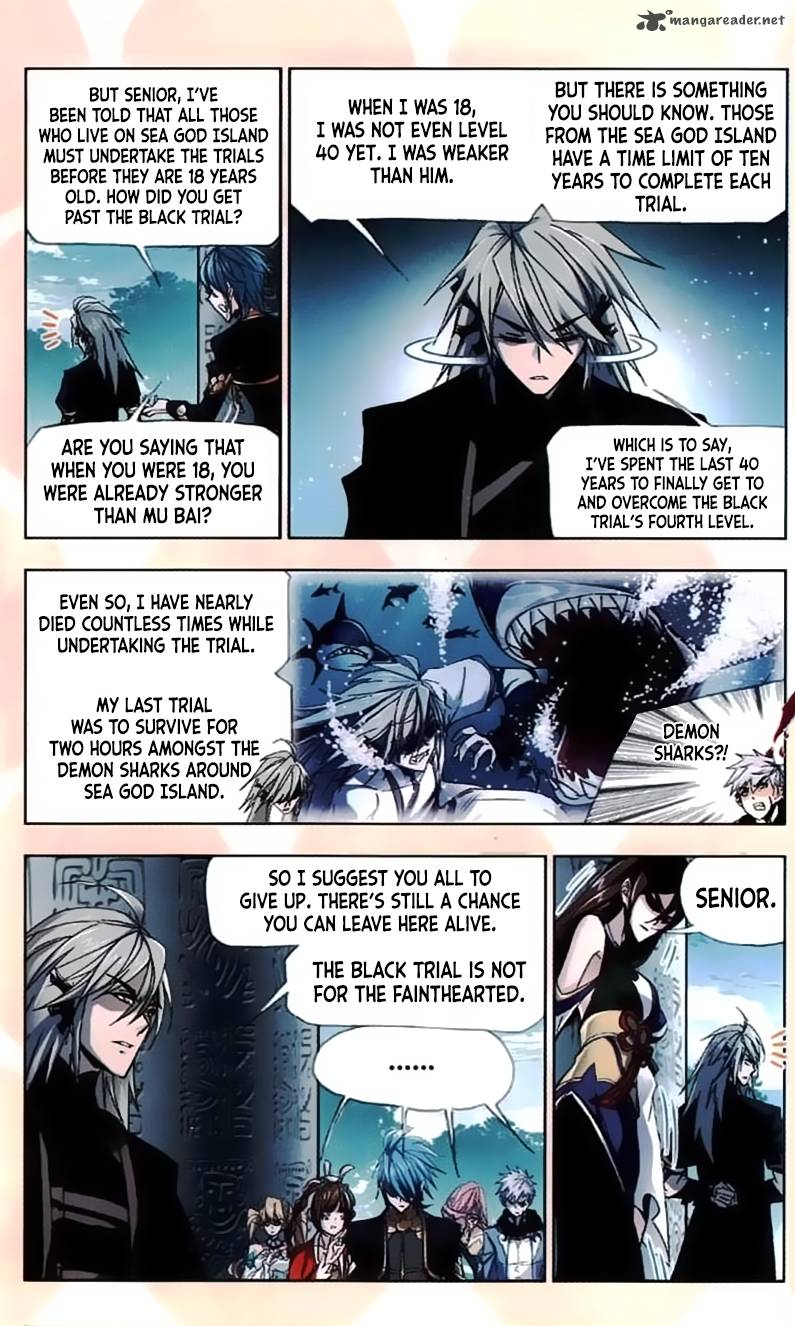 mangareader.net
BUT SENIOR, I'VE
BEEN TOLD THAT ALL THOSE
WHO LIVE ON SEA GOD ISLAND
MUST UNDERTAKE THE TRIALS
BEFORE THEY ARE 18 YEARS
OLD. HOW DID YOU GET
PAST THE BLACK TRIAL?
ARE YOU SAYING THAT
WHEN YOU WERE 18, YOU
WERE ALREADY STRONGER
THAN MU BAI?
WHEN I WAS 18,
I WAS NOT EVEN LEVEL
40 YET. I WAS WEAKER
THAN HIM.
BUT THERE IS SOMETHING
YOU SHOULD KNOW. THOSE
FROM THE SEA GOD ISLAND
HAVE A TIME LIMIT OF TEN
YEARS TO COMPLETE EACH
TRIAL.
WHICH IS TO SAY,
I'VE SPENT THE LAST 40
YEARS TO FINALLY GET TO
AND OVERCOME THE BLACK
TRIAL'S FOURTH LEVEL.
EVEN SO, I HAVE NEARLY
DIED COUNTLESS TIMES WHILE
UNDERTAKING THE TRIAL.
MY LAST TRIAL
WAS TO SURVIVE FOR
TWO HOURS AMONGST THE
DEMON SHARKS AROUND
SEA GOD ISLAND.
DEMON
SHARKS?!
SO I SUGGEST YOU ALL TO
GIVE UP. THERE'S STILL A CHANCE
YOU CAN LEAVE HERE ALIVE.
THE BLACK TRIAL IS NOT
FOR THE FAINTHEARTED.
......
SENIOR.